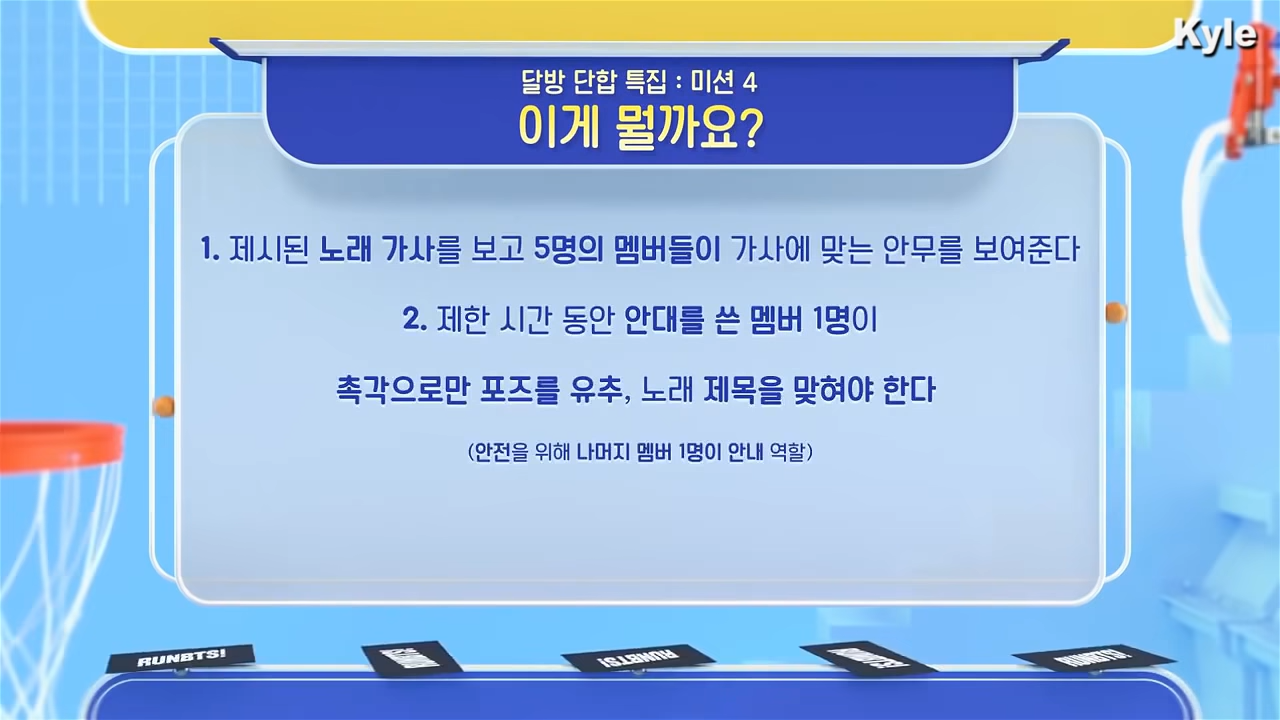 Kyle
달방 단합 특집 : 미션 4
이게 뭘까요?
1. 제시된 노래 가사를 보고 5명의 멤버들이 가사에 맞는 안무를 보여준다
2. 제한 시간 동안 안대를 쓴 멤버 1명이
촉각으로만 포즈를 유추, 노래 제목을 맞혀야 한다
(안전을 위해 나머지 멤버 1명이 안내 역할)
RUNBTS!
RUNBTS!
RUNBTS!
RUNBTS!
RUNBTS!